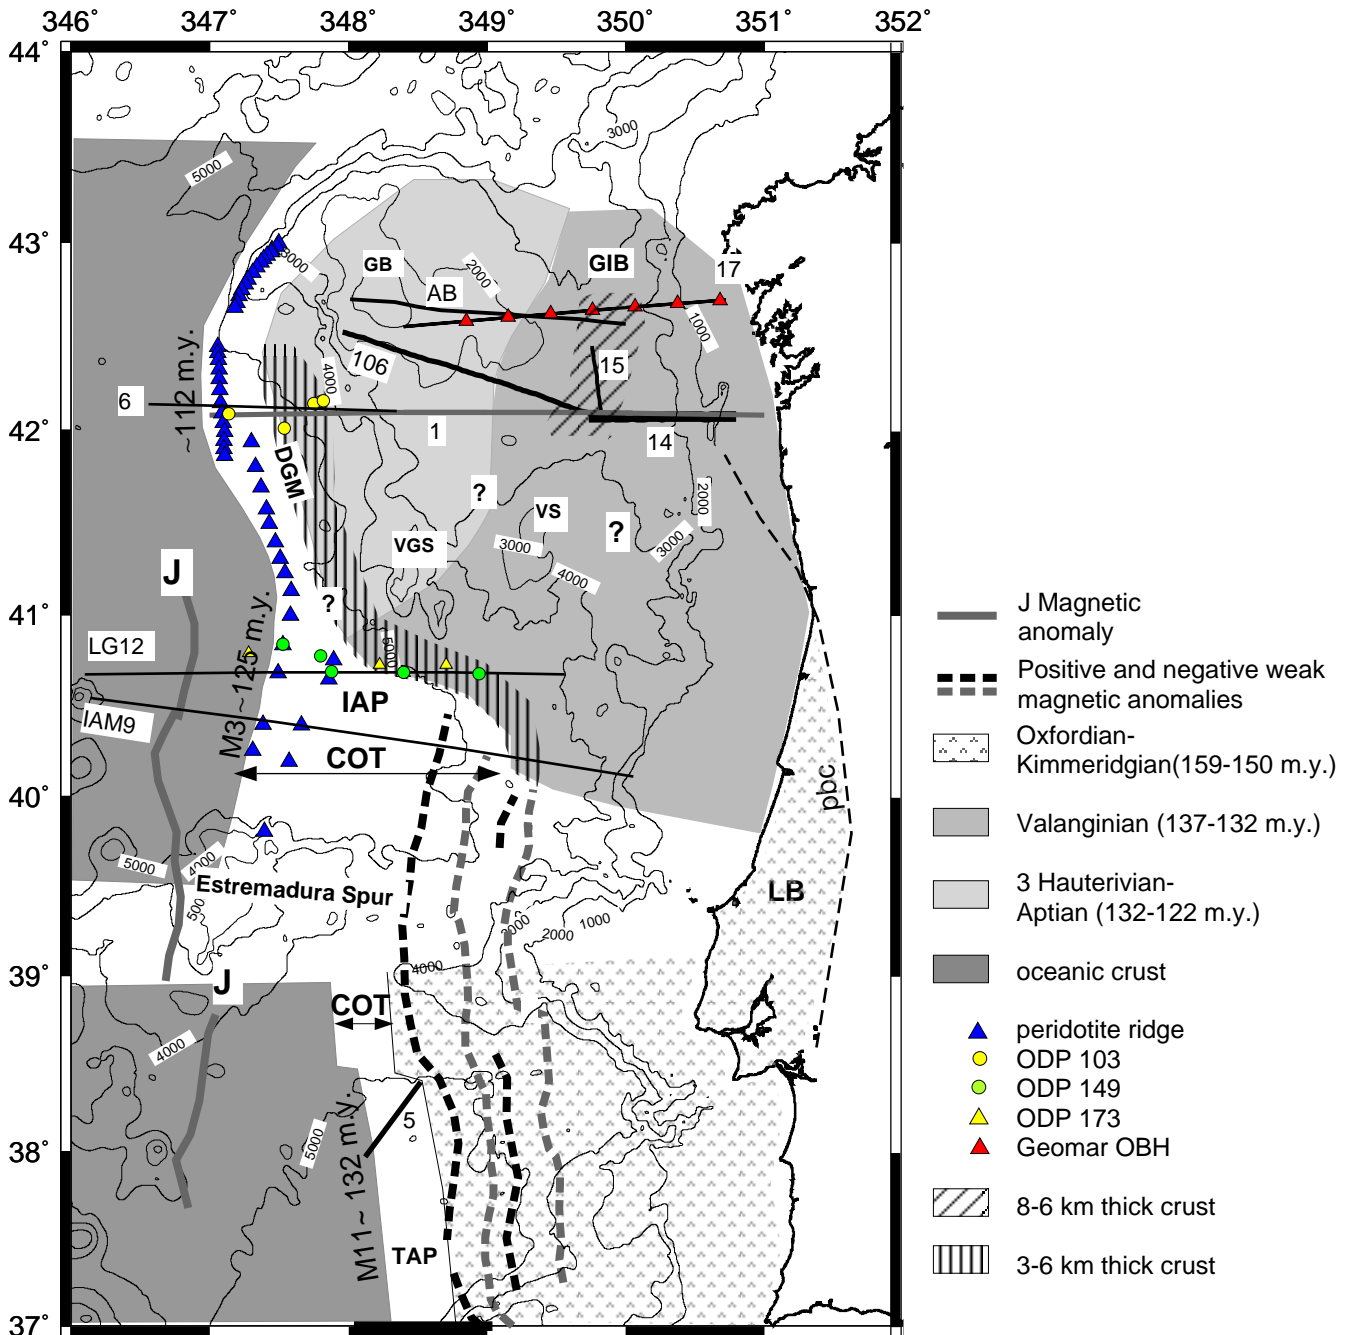 346° 347° 348° 349° 350° 351° 352°
44°
3000
5000
43°
3000
GB
2000
GIB
17
AB
1000
106
4000
15
~112 m.y.
6
42°
1
14
DGM
?
VS
?
2000
VGS
3000
3000
4000
J
?
41°
M3~125 m.y.
LG12
5000
IAP
IAM9
COT
40°
pbc
5000
4000
Estremadura Spur
LB
500
3000
2000
1000
39°
4000
J
COT
4000
5
5000
38°
M11~ 132 m.y.
TAP
37°
J Magnetic
anomaly
Positive and negative weak
magnetic anomalies
Oxfordian-
Kimmeridgian(159-150 m.y.)
Valanginian (137-132 m.y.)
3 Hauterivian-
Aptian (132-122 m.y.)
oceanic crust
peridotite ridge
ODP 103
ODP 149
ODP 173
Geomar OBH
8-6 km thick crust
3-6 km thick crust